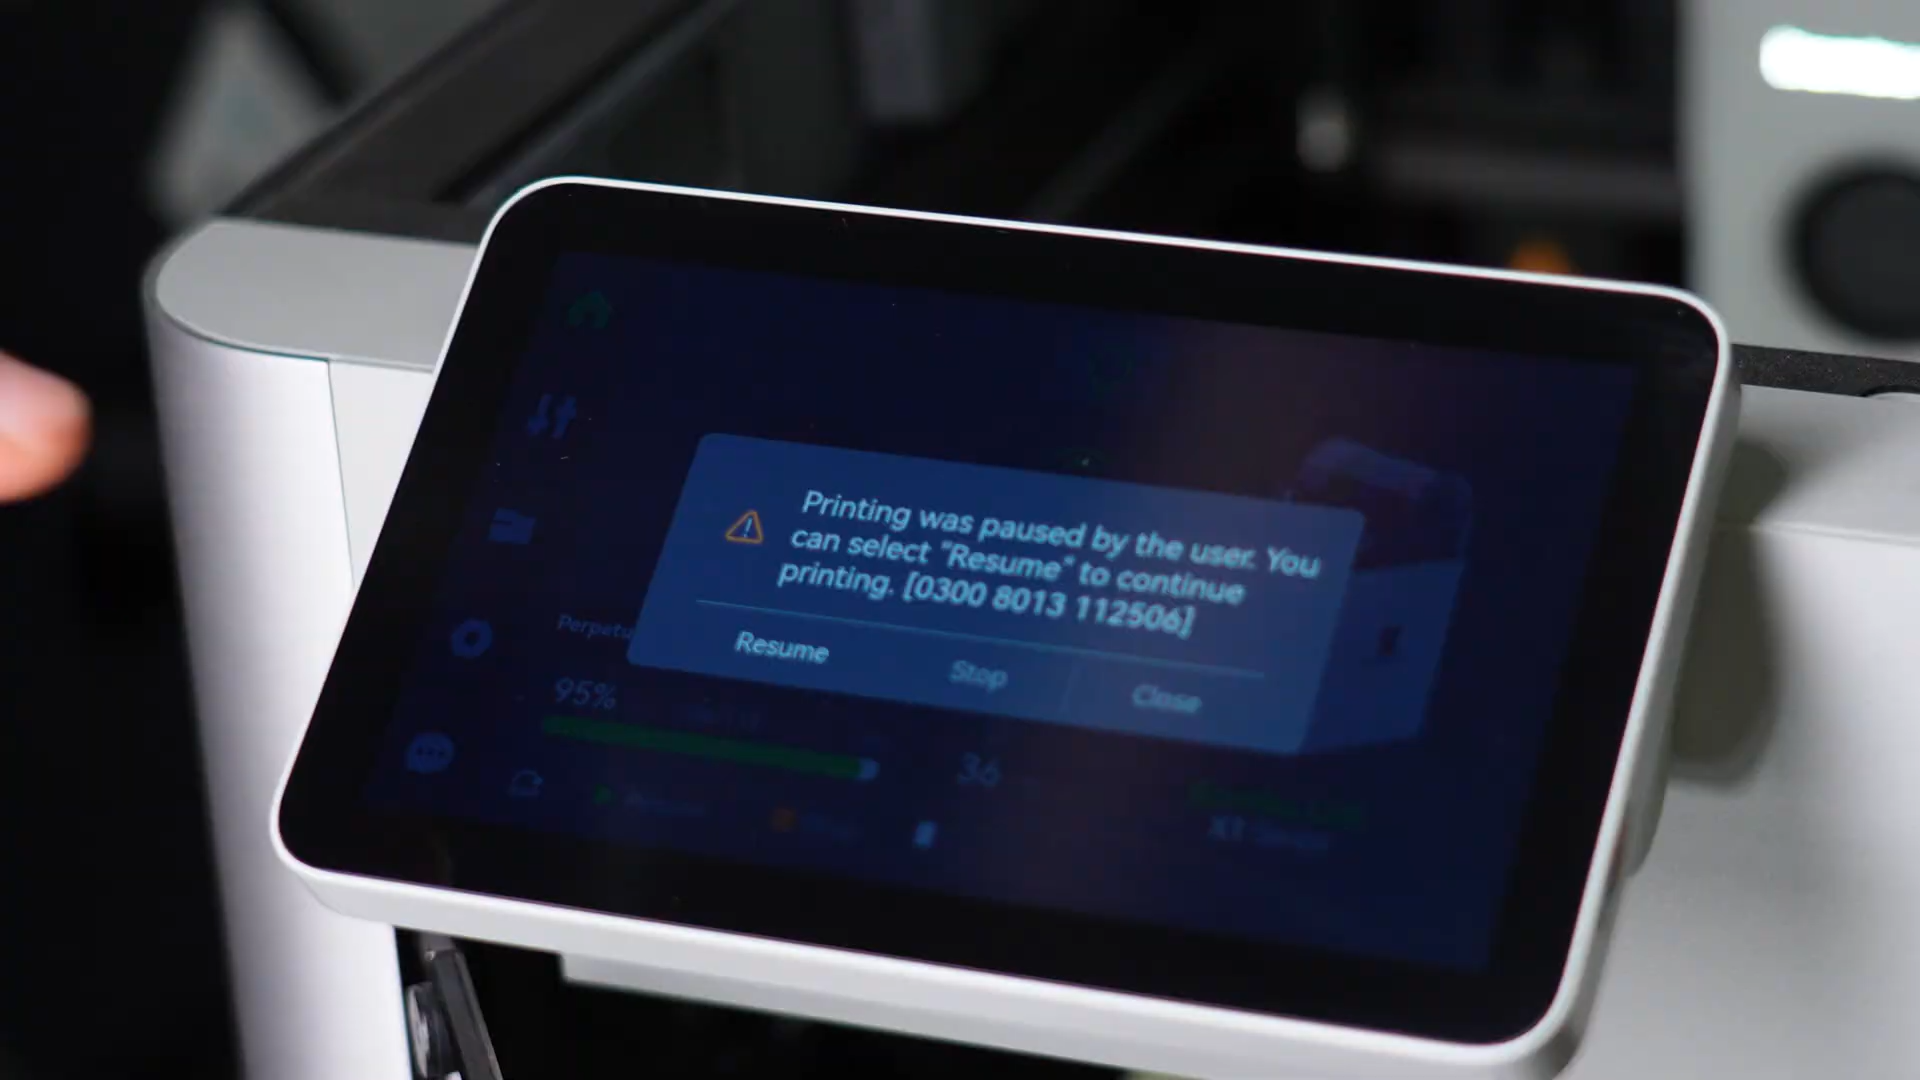 Printing was paused by the user. You
can select "Resume" to continue
printing. [0300 8013 112506]
Resume
Stop
Close
95%
36